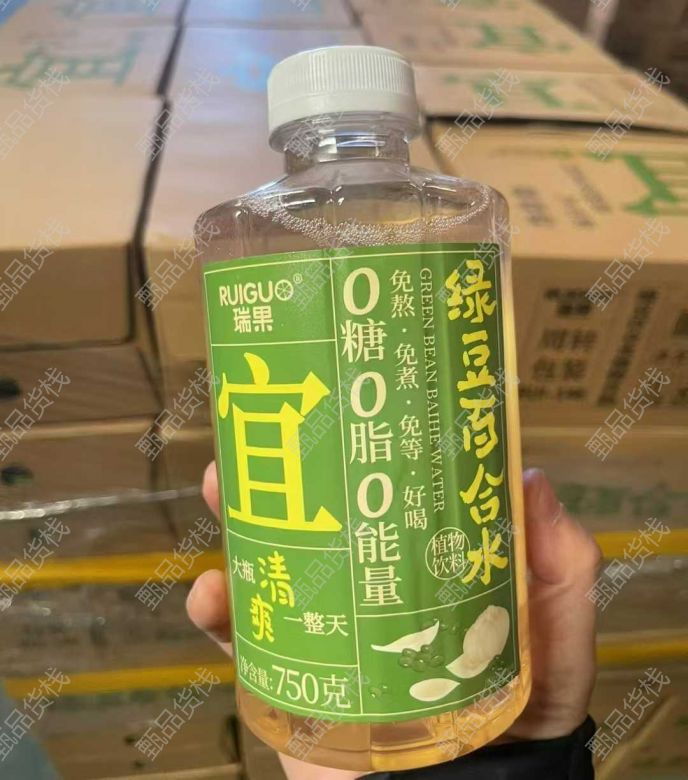 RUIGUO®
瑞果
宜
大瓶
清爽
一整天
净含量:750克
0糖0脂0能量
免熬·免煮·免等·好喝
GREEN BEAN BAIHE WATER
绿豆百合水
植物
饮料
甄品货栈